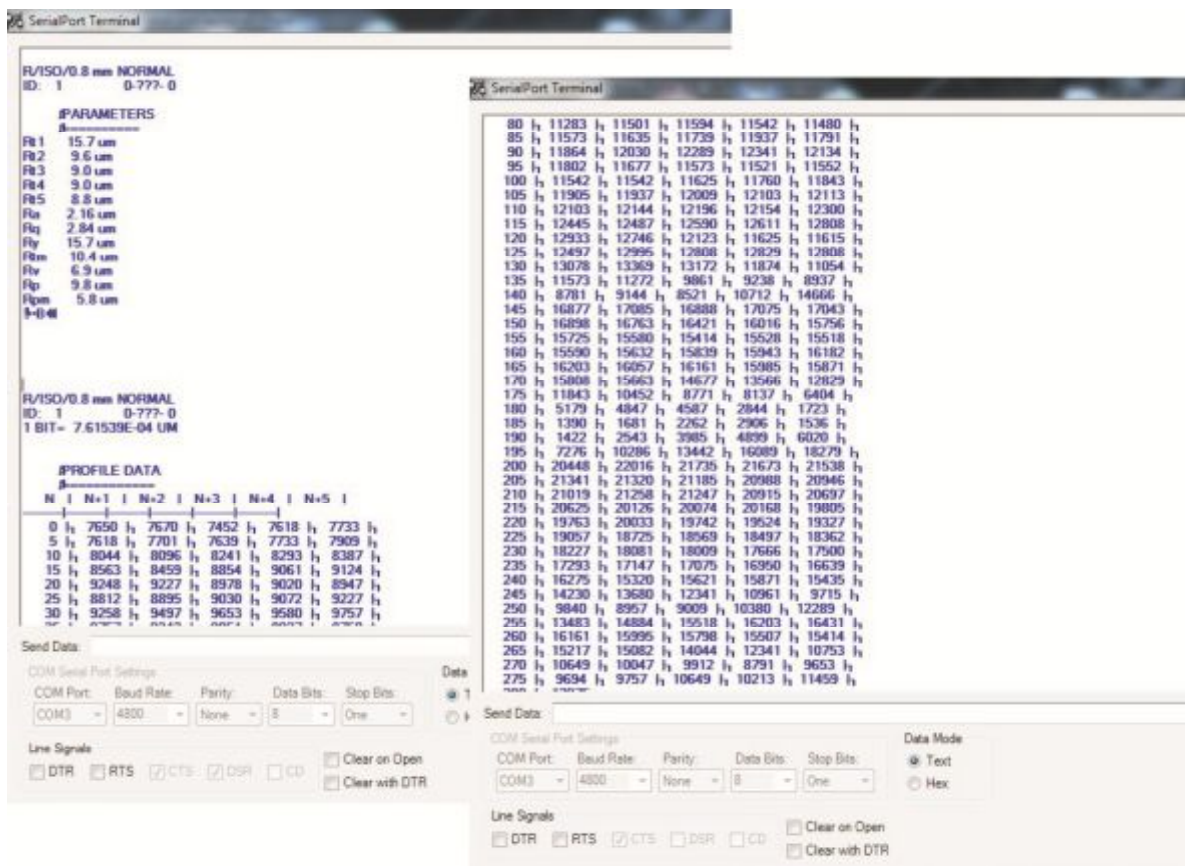 SerialPort Terminal
R/ISO/0.8 mm NORMAL
ID: 1 0-???- 0
PARAMETERS
Rt1 15.7 um
Rt2 9.6 um
Rt3 9.0 um
Rt4 9.0 um
Rt5 8.8 um
Ra 2.16 um
Rq 2.84 um
Ry 15.7 um
Rtm 10.4 um
Rv 6.9 um
Rp 9.8 um
Rpm 5.8 um
R/ISO/0.8 mm NORMAL
ID: 1 0-???- 0
1 BIT= 7.61539E-04 UM
PROFILE DATA
N | N+1 | N+2 | N+3 | N+4 | N+5 |
0 h 7650 h 7670 h 7452 h 7618 h 7733 h
5 h 7618 h 7701 h 7639 h 7733 h 7909 h
10 h 8044 h 8096 h 8241 h 8293 h 8387 h
15 h 8563 h 8459 h 8854 h 9061 h 9124 h
20 h 9248 h 9227 h 8978 h 9020 h 8947 h
25 h 8812 h 8895 h 9030 h 9072 h 9227 h
30 h 9258 h 9497 h 9653 h 9580 h 9757 h
Send Data:
COM Serial Port Settings
COM Port: Baud Rate: Parity: Data Bits: Stop Bits:
COM3 4800 None 8 One
Data
Line Signals
DTR RTS CTS DSR CD
Clear on Open
Clear with DTR
SerialPort Terminal
80 h 11283 h 11501 h 11594 h 11542 h 11480 h
85 h 11573 h 11635 h 11739 h 11937 h 11791 h
90 h 11864 h 12030 h 12289 h 12341 h 12134 h
95 h 11802 h 11677 h 11573 h 11521 h 11552 h
100 h 11542 h 11542 h 11625 h 11760 h 11843 h
105 h 11905 h 11937 h 12009 h 12103 h 12113 h
110 h 12103 h 12144 h 12196 h 12154 h 12300 h
115 h 12445 h 12487 h 12590 h 12611 h 12808 h
120 h 12933 h 12746 h 12123 h 11625 h 11615 h
125 h 12497 h 12995 h 12808 h 12829 h 12808 h
130 h 13078 h 13369 h 13172 h 11874 h 11054 h
135 h 11573 h 11272 h 9861 h 9238 h 8937 h
140 h 8781 h 9144 h 8521 h 10712 h 14666 h
145 h 16877 h 17085 h 16888 h 17075 h 17043 h
150 h 16898 h 16763 h 16421 h 16016 h 15756 h
155 h 15725 h 15580 h 15414 h 15528 h 15518 h
160 h 15590 h 15632 h 15839 h 15943 h 16182 h
165 h 16203 h 16057 h 16161 h 15985 h 15871 h
170 h 15808 h 15663 h 14677 h 13566 h 12829 h
175 h 11843 h 10452 h 8771 h 8137 h 6404 h
180 h 5179 h 4847 h 4587 h 2844 h 1723 h
185 h 1390 h 1681 h 2262 h 2906 h 1536 h
190 h 1422 h 2543 h 3985 h 4899 h 6020 h
195 h 7276 h 10286 h 13442 h 16089 h 18279 h
200 h 20448 h 22016 h 21735 h 21673 h 21538 h
205 h 21341 h 21320 h 21185 h 20988 h 20946 h
210 h 21019 h 21258 h 21247 h 20915 h 20697 h
215 h 20625 h 20126 h 20074 h 20168 h 19805 h
220 h 19763 h 20033 h 19742 h 19524 h 19327 h
225 h 19057 h 18725 h 18569 h 18497 h 18362 h
230 h 18227 h 18081 h 18009 h 17666 h 17500 h
235 h 17293 h 17147 h 17075 h 16950 h 16639 h
240 h 16275 h 15320 h 15621 h 15871 h 15435 h
245 h 14230 h 13680 h 12341 h 10961 h 9715 h
250 h 9840 h 8957 h 9009 h 10380 h 12289 h
255 h 13483 h 14884 h 15518 h 16203 h 16431 h
260 h 16161 h 15995 h 15798 h 15507 h 15414 h
265 h 15217 h 15082 h 14044 h 12341 h 10753 h
270 h 10649 h 10047 h 9912 h 8791 h 9653 h
275 h 9694 h 9757 h 10649 h 10213 h 11459 h
Send Data:
COM Serial Port Settings
COM Port: Baud Rate: Parity: Data Bits: Stop Bits:
COM3 4800 None 8 One
Data Mode
Text
Hex
Line Signals
DTR RTS CTS DSR CD
Clear on Open
Clear with DTR